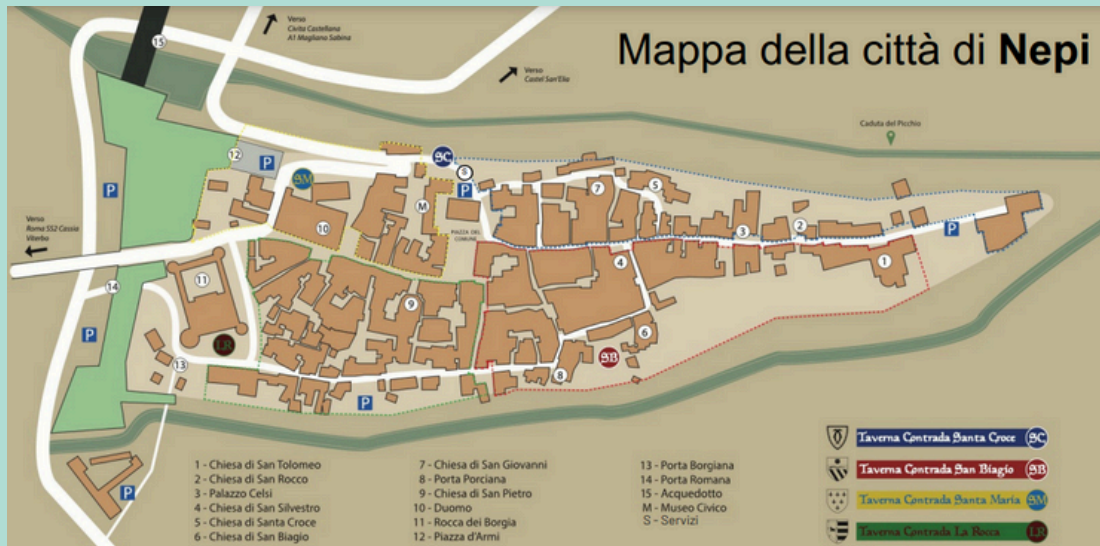 Mappa della città di Nepi
Verso
Civita Castellana
A1 Magliano Sabina
Verso
Castel San'Elia
Caduta del Picchio
Verso
Roma SS2 Cassia
Viterbo
PIAZZA DEL
COMUNE
15
12
P
SM
SC
S
P
M
7
5
10
3
2
P
1
4
11
9
14
P
P
LR
13
6
SB
8
P
P
1 - Chiesa di San Tolomeo
2 - Chiesa di San Rocco
3 - Palazzo Celsi
4 - Chiesa di San Silvestro
5 - Chiesa di Santa Croce
6 - Chiesa di San Biagio
7 - Chiesa di San Giovanni
8 - Porta Porciana
9 - Chiesa di San Pietro
10 - Duomo
11 - Rocca dei Borgia
12 - Piazza d'Armi
13 - Porta Borgiana
14 - Porta Romana
15 - Acquedotto
M - Museo Civico
S - Servizi
Taverna Contrada Santa Croce SC
Taverna Contrada San Biagio SB
Taverna Contrada Santa Maria SM
Taverna Contrada La Rocca LR